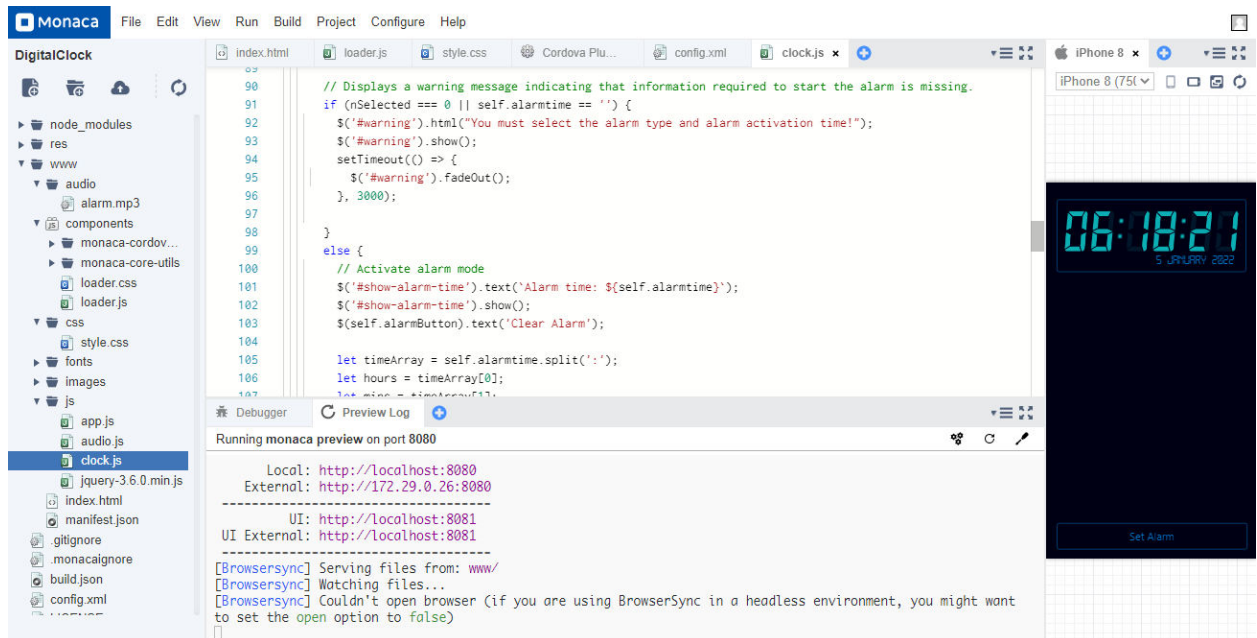 Monaca File Edit View Run Build Project Configure Help
DigitalClock
node_modules
res
www
audio
alarm.mp3
components
monaca-cordov...
monaca-core-utils
loader.css
loader.js
css
style.css
fonts
images
js
app.js
audio.js
clock.js
jquery-3.6.0.min.js
index.html
manifest.json
.gitignore
.monacaignore
build.json
config.xml
index.html loader.js style.css Cordova Plu... config.xml clock.js ×
89
90 // Displays a warning message indicating that information required to start the alarm is missing.
91 if (nSelected === 0 || self.alarmtime == '') {
92 $('#warning').html("You must select the alarm type and alarm activation time!");
93 $('#warning').show();
94 setTimeout(() => {
95 $('#warning').fadeOut();
96 }, 3000);
97
98 }
99 else {
100 // Activate alarm mode
101 $('#show-alarm-time').text(`Alarm time: ${self.alarmtime}`);
102 $('#show-alarm-time').show();
103 $(self.alarmButton).text('Clear Alarm');
104
105 let timeArray = self.alarmtime.split(':');
106 let hours = timeArray[0];
107 let mins = timeArray[1];
Debugger Preview Log
Running monaca preview on port 8080
Local: http://localhost:8080
External: http://172.29.0.26:8080
-----------------------------------
UI: http://localhost:8081
UI External: http://localhost:8081
-----------------------------------
[Browsersync] Serving files from: www/
[Browsersync] Watching files...
[Browsersync] Couldn't open browser (if you are using BrowserSync in a headless environment, you might want
to set the open option to false)
iPhone 8 ×
iPhone 8 (750
06:18:21
5 JANUARY 2022
Set Alarm